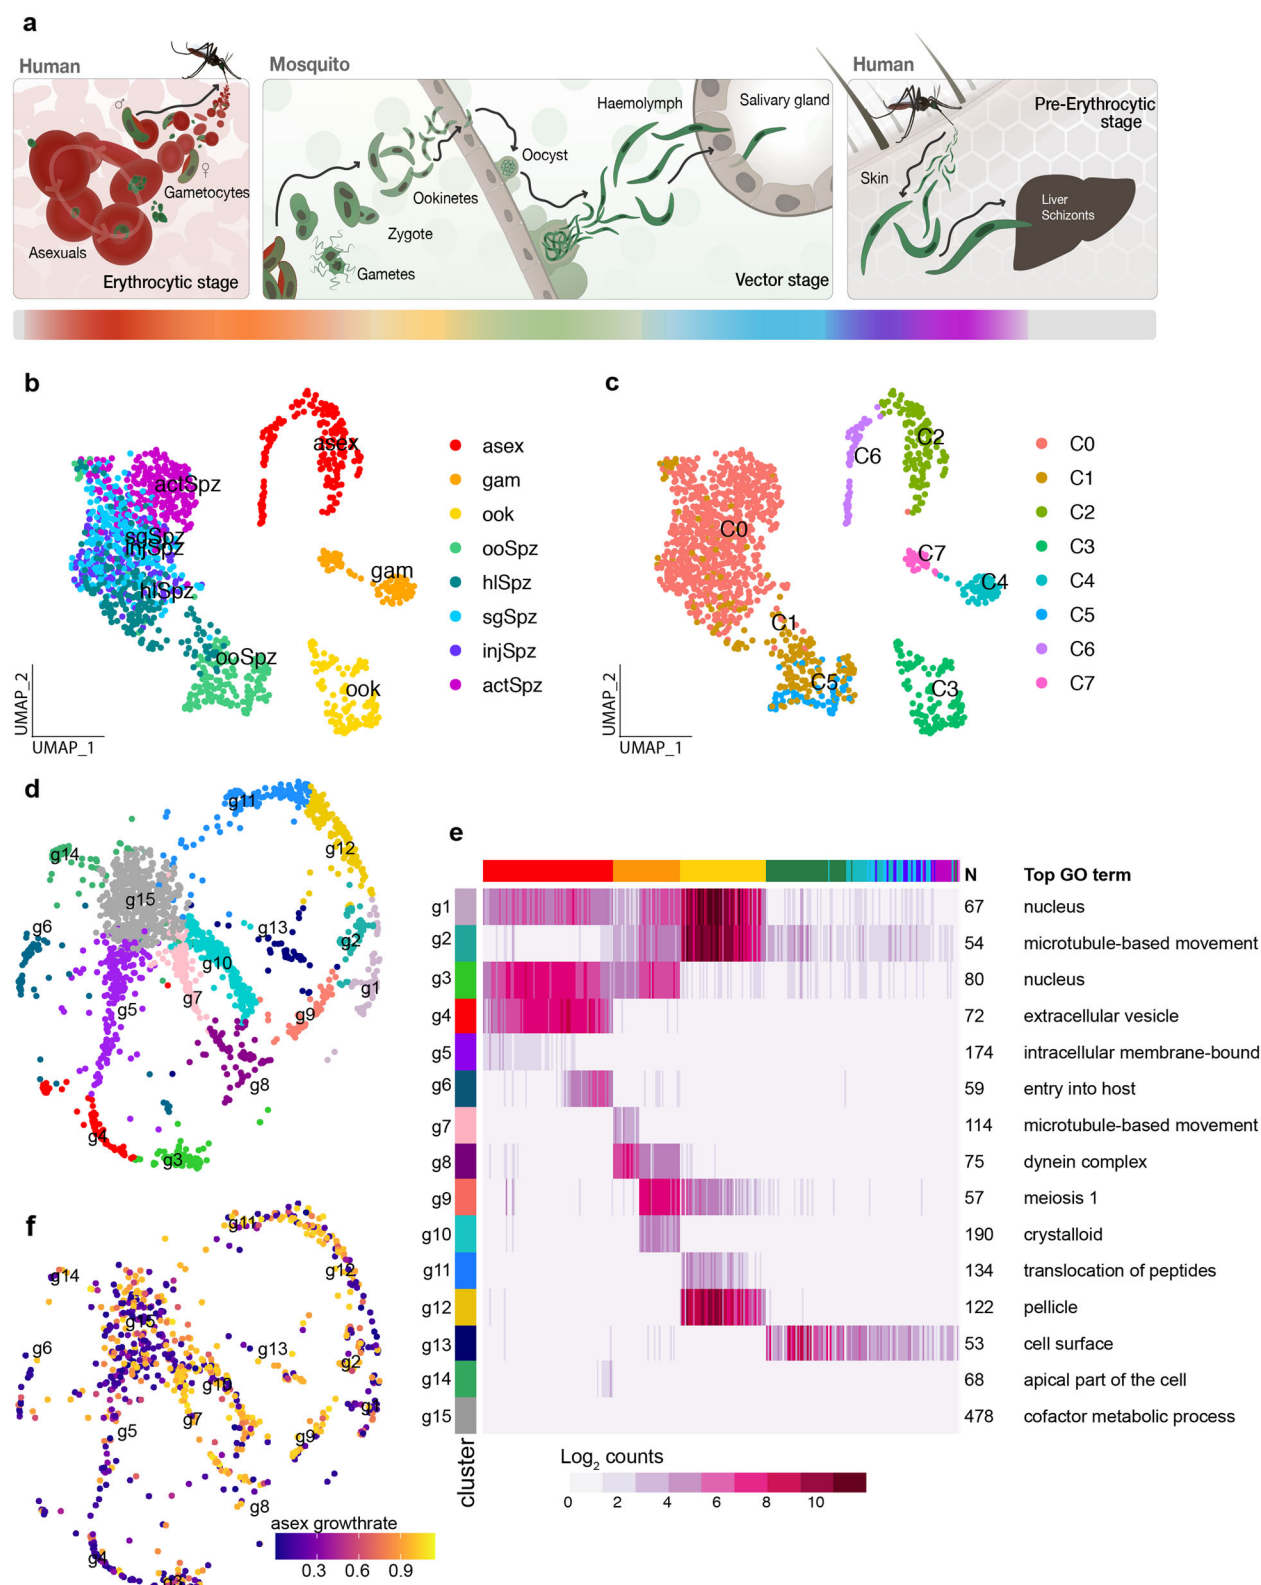 a
Human
Mosquito
Human
♂
♀
Gametocytes
Asexuals
Erythrocytic stage
Ookinetes
Zygote
Gametes
Oocyst
Haemolymph
Salivary gland
Vector stage
Pre-Erythrocytic
stage
Skin
Liver
Schizonts
b
asex
actSpz
sgSpz
injSpz
hlSpz
gam
ooSpz
ook
UMAP_2
UMAP_1
asex
gam
ook
ooSpz
hlSpz
sgSpz
injSpz
actSpz
c
C2
C6
C0
C7
C4
C1
C5
C3
UMAP_2
UMAP_1
C0
C1
C2
C3
C4
C5
C6
C7
d
g11
g12
g14
g15
g6
g13
g2
g10
g1
g7
g5
g9
g8
g4
g3
e
N Top GO term
g1 67 nucleus
g2 54 microtubule-based movement
g3 80 nucleus
g4 72 extracellular vesicle
g5 174 intracellular membrane-bound
g6 59 entry into host
g7 114 microtubule-based movement
g8 75 dynein complex
g9 57 meiosis 1
g10 190 crystalloid
g11 134 translocation of peptides
g12 122 pellicle
g13 53 cell surface
g14 68 apical part of the cell
g15 478 cofactor metabolic process
cluster
Log2 counts
0 2 4 6 8 10
f
g11
g14
g12
g15
g6
g13
g2
g10
g1
g7
g5
g9
g8
g4
g3
asex growthrate
0.3 0.6 0.9